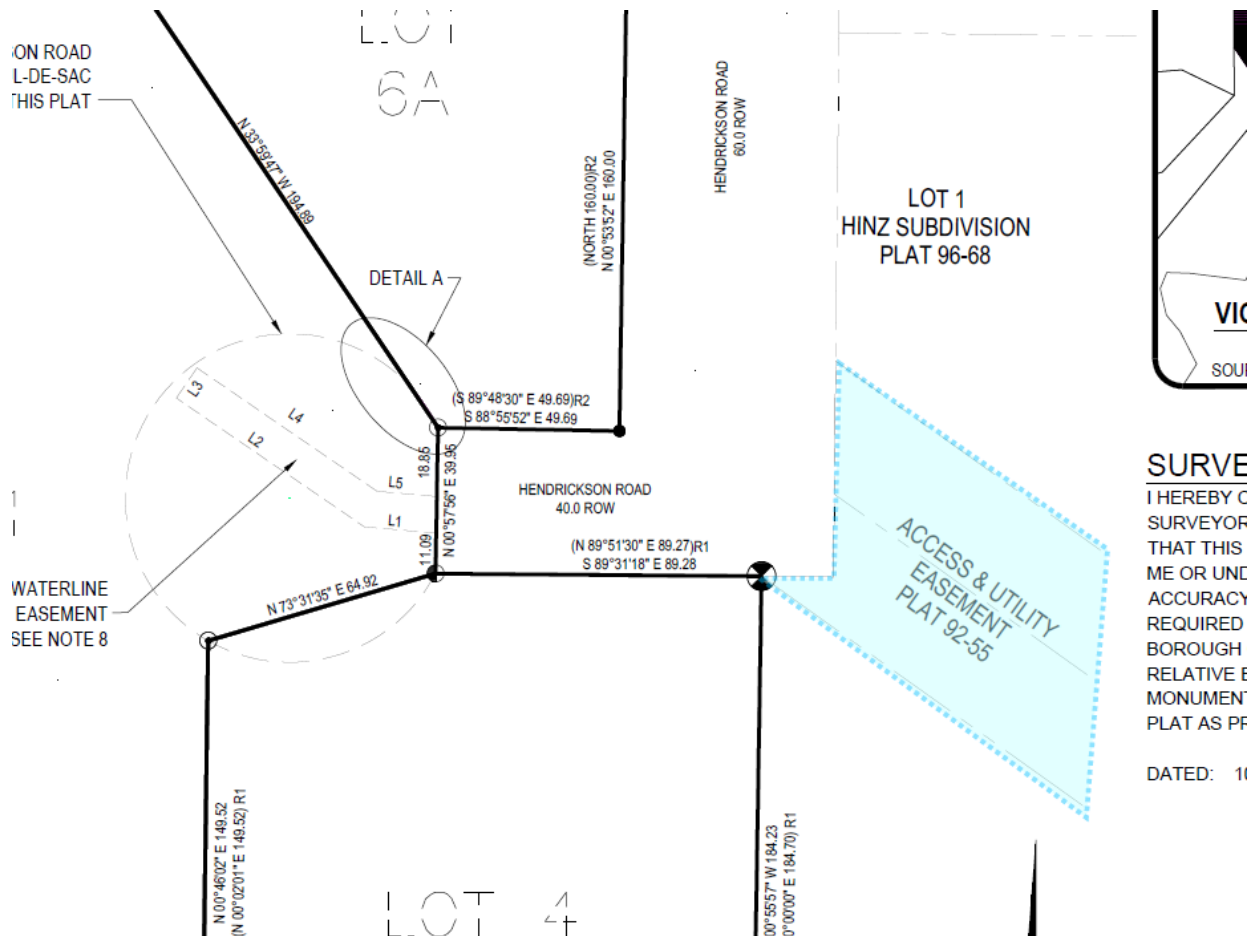 ON ROAD
L-DE-SAC
THIS PLAT
LOT
6A
N 33°59'47" W 194.89
(NORTH 160.00)R2
N 00°53'52" E 160.00
HENDRICKSON ROAD
60.0 ROW
LOT 1
HINZ SUBDIVISION
PLAT 96-68
DETAIL A
(S 89°48'30" E 49.69)R2
S 88°55'52" E 49.69
L3
L4
L2
L5
L1
18.85
11.09
N 00°57'56" E 39.95
HENDRICKSON ROAD
40.0 ROW
(N 89°51'30" E 89.27)R1
S 89°31'18" E 89.28
N 73°31'35" E 64.92
WATERLINE
EASEMENT
SEE NOTE 8
ACCESS & UTILITY
EASEMENT
PLAT 92-55
N 00°46'02" E 149.52
(N 00°02'01" E 149.52) R1
00°55'57" W 184.23
0°00'00" E 184.70) R1
LOT 4
VIC
SOU
SURVE
I HEREBY C
SURVEYOR
THAT THIS
ME OR UND
ACCURACY
REQUIRED
BOROUGH
RELATIVE E
MONUMENT
PLAT AS PR
DATED: 10